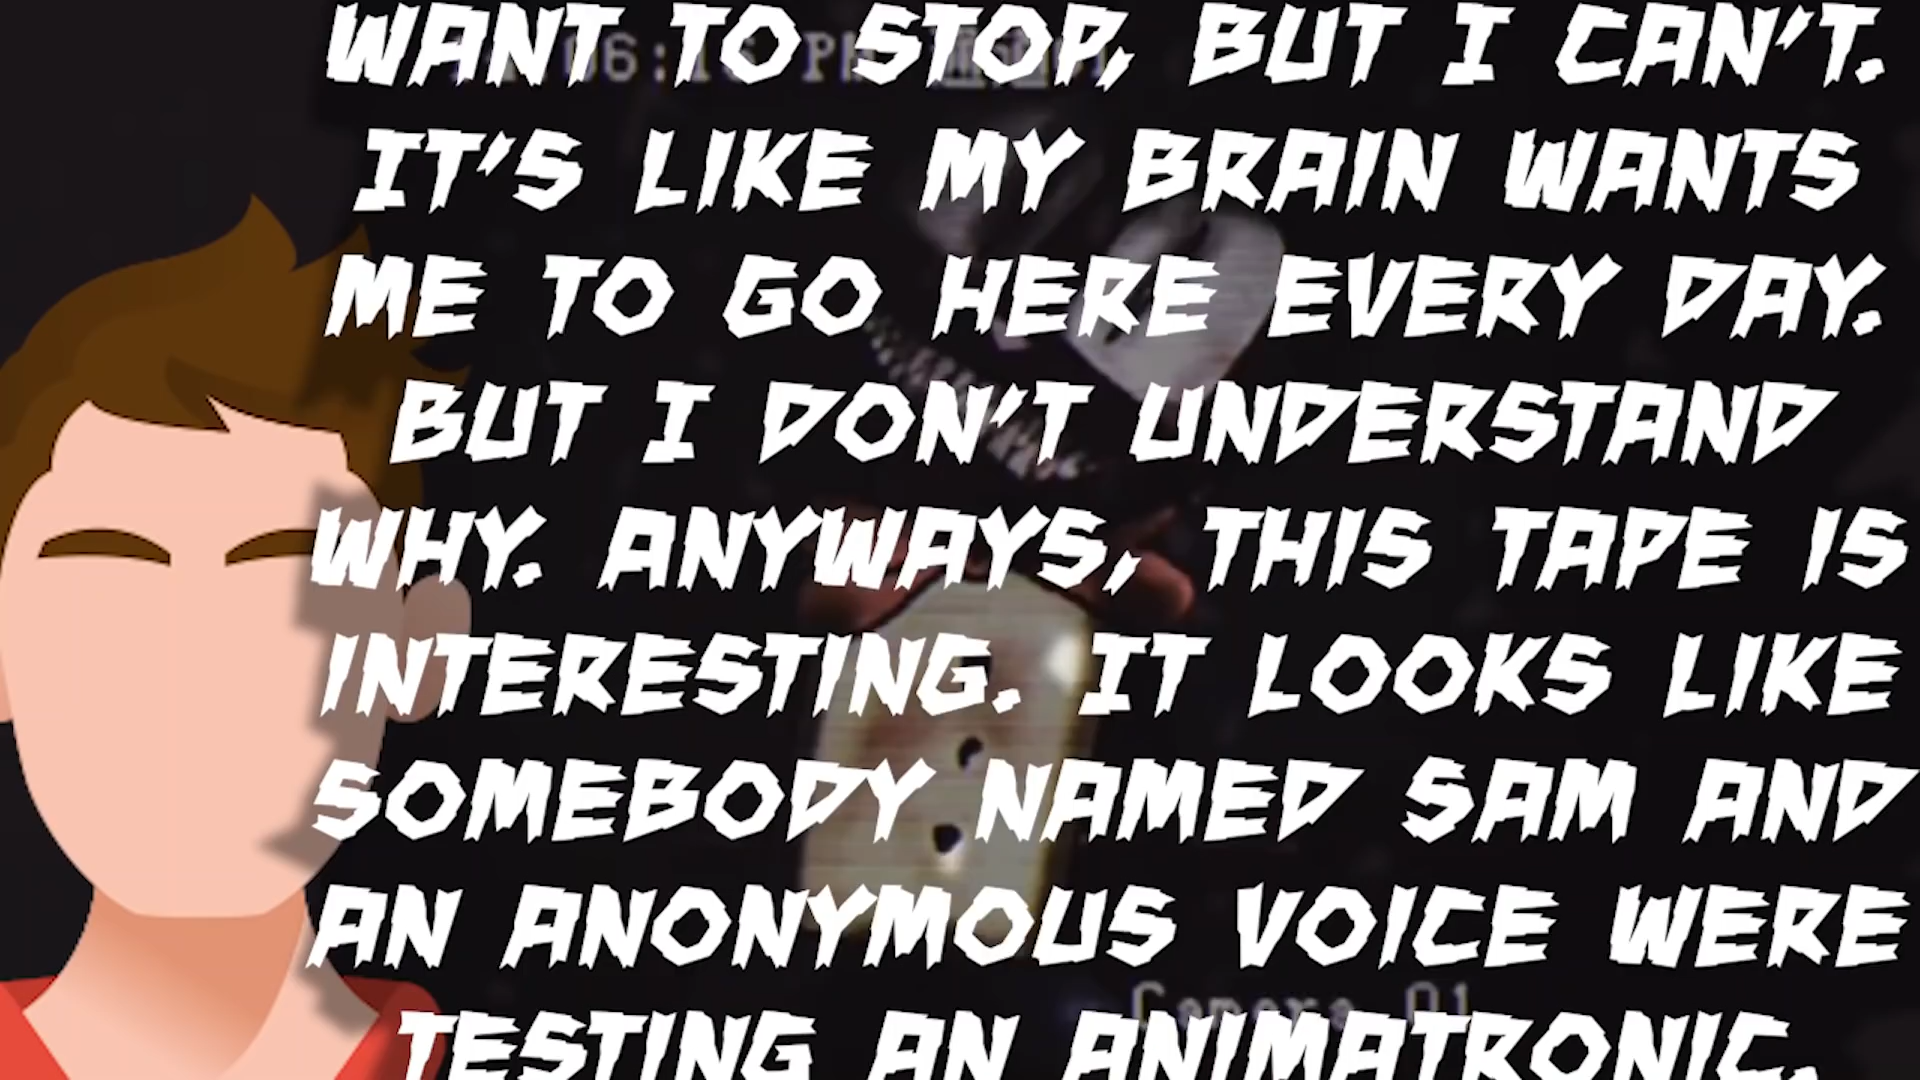 WANT TO STOP, BUT I CAN'T.
IT'S LIKE MY BRAIN WANTS
ME TO GO HERE EVERY DAY.
BUT I DON'T UNDERSTAND
WHY. ANYWAYS, THIS TAPE IS
INTERESTING. IT LOOKS LIKE
SOMEBODY NAMED SAM AND
AN ANONYMOUS VOICE WERE
Camera 01
TESTING AN ANIMATRONIC.